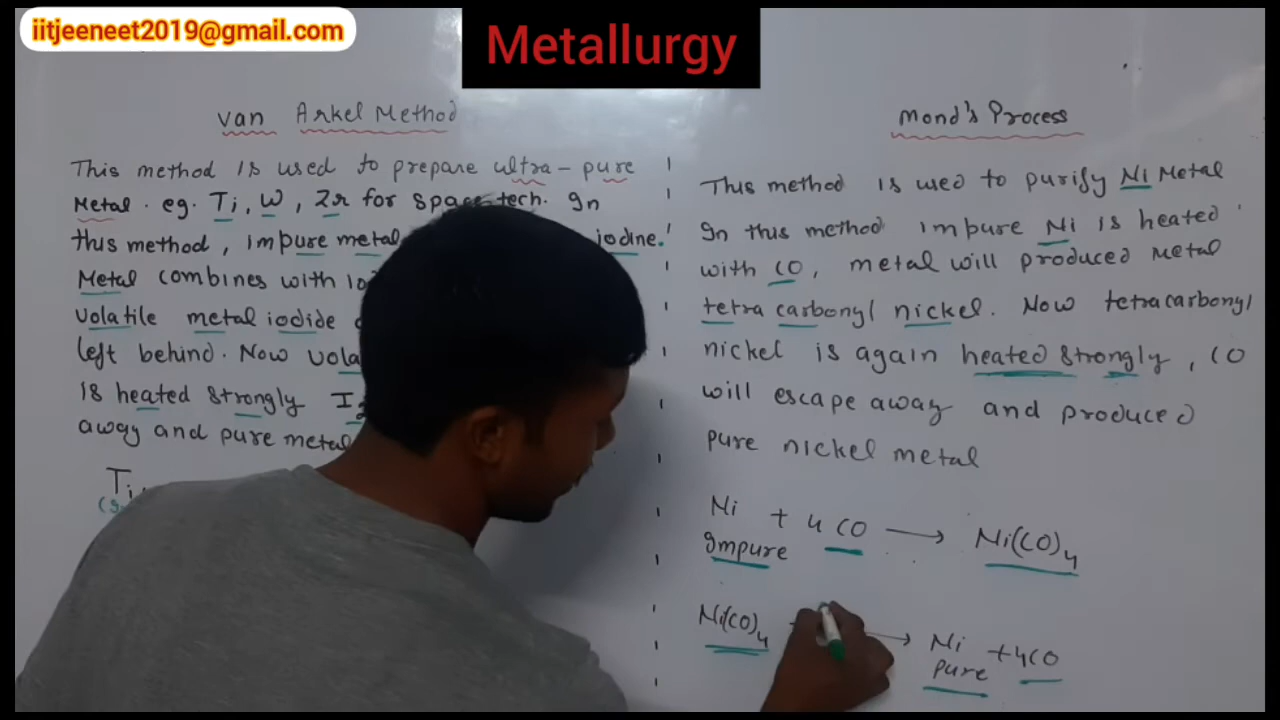 iitjeeneet2019@gmail.com
Metallurgy
van Arkel Method
This method is used to prepare ultra-pure
Metal. eg. Ti, W, Zr for space tech. In
this method, impure metal iodine.
Metal combines with
volatile metal iodide
left behind. Now
is heated strongly
away and pure metal
Ti
Mond's Process
This method is used to purify Ni Metal
In this method impure Ni is heated
with CO, metal will produced Metal
tetra carbonyl nickel. Now tetracarbonyl
nickel is again heated strongly, CO
will escape away and produced
pure nickel metal
Ni + 4 CO → Ni(CO)4
Impure
Ni(CO)4 → Ni + 4CO
pure